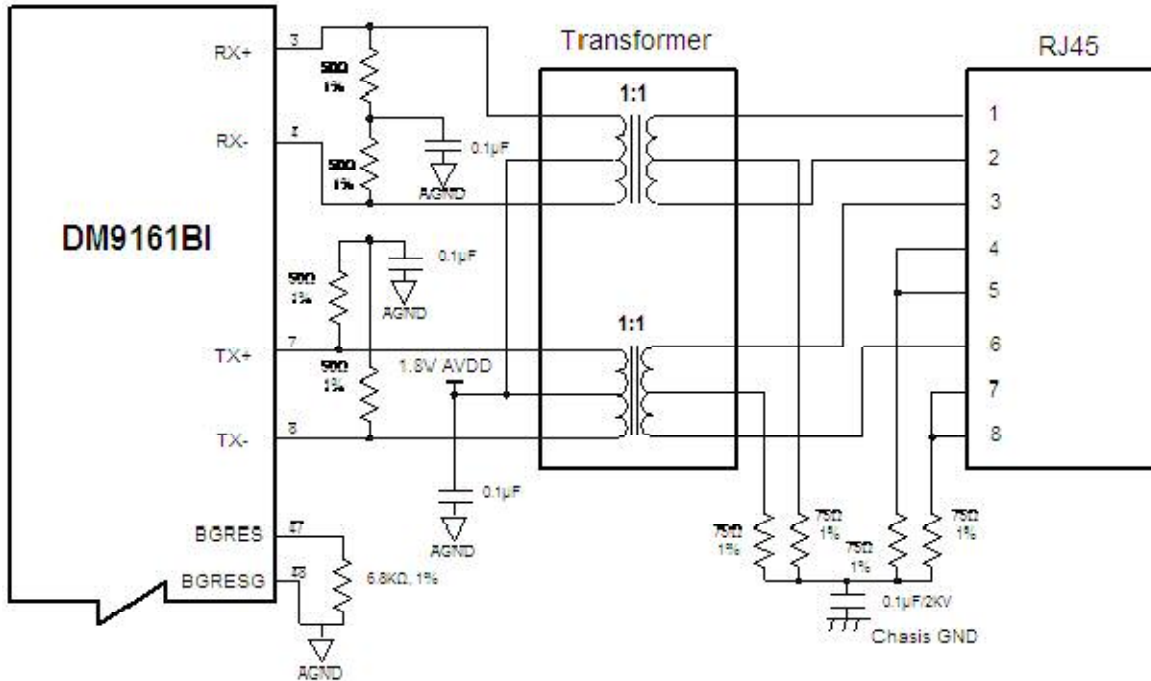 Transformer
RJ45
RX+
3
50Ω
1%
1:1
1
RX-
4
0.1µF
2
50Ω
1%
AGND
3
DM9161BI
4
0.1µF
50Ω
1%
AGND
5
1:1
TX+
7
6
50Ω
1%
1.8V AVDD
7
TX-
8
8
0.1µF
AGND
75Ω
1%
75Ω
1%
75Ω
1%
75Ω
1%
BGRES
47
BGRESG
48
6.8KΩ, 1%
0.1µF/2KV
Chasis GND
AGND